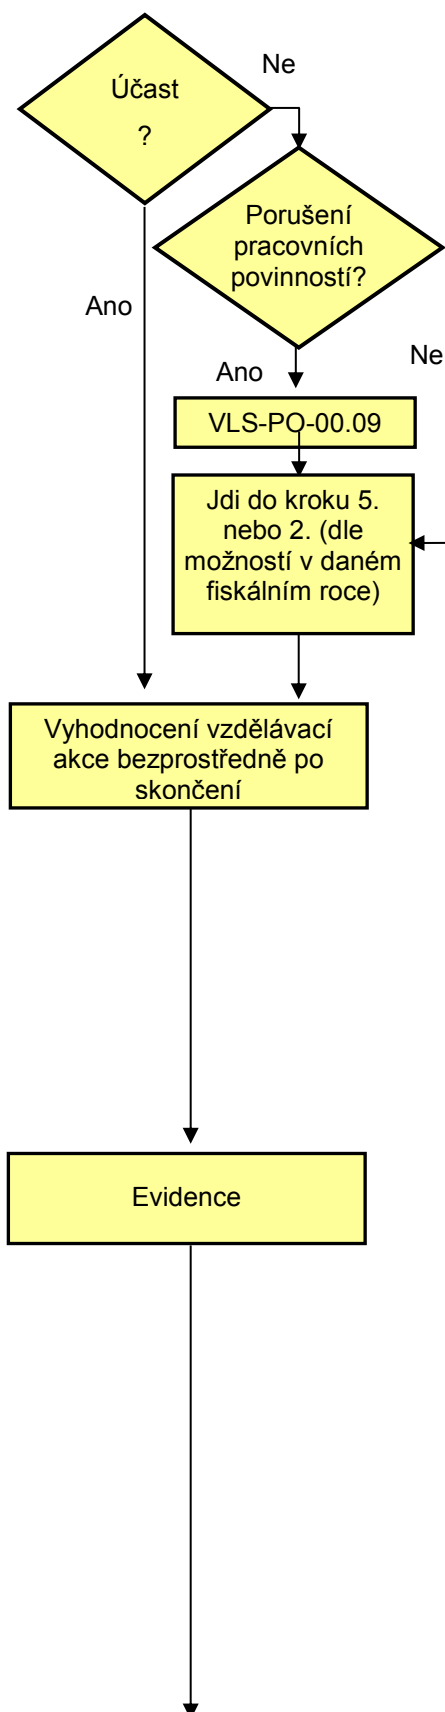 Ne
Účast
?
Porušení
pracovních
povinností?
Ano
Ne
Ano
VLS-PO-00.09
Jdi do kroku 5.
nebo 2. (dle
možností v daném
fiskálním roce)
Vyhodnocení vzdělávací
akce bezprostředně po
skončení
Evidence